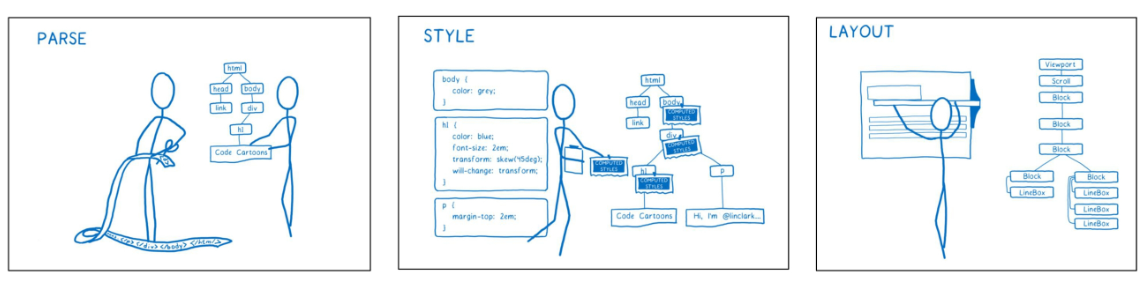 PARSE
html
head
body
link
div
h1
Code Cartoons
</div> </body> </html>
STYLE
body {
color: grey;
}
h1 {
color: blue;
font-size: 2em;
transform: skew(45deg);
will-change: transform;
}
p {
margin-top: 2em;
}
COMPUTED STYLES
html
head
body
COMPUTED STYLES
link
div
COMPUTED STYLES
h1
COMPUTED STYLES
p
Code Cartoons
Hi, I'm @linclark...
LAYOUT
Viewport
Scroll
Block
Block
Block
Block
LineBox
Block
LineBox
LineBox
LineBox